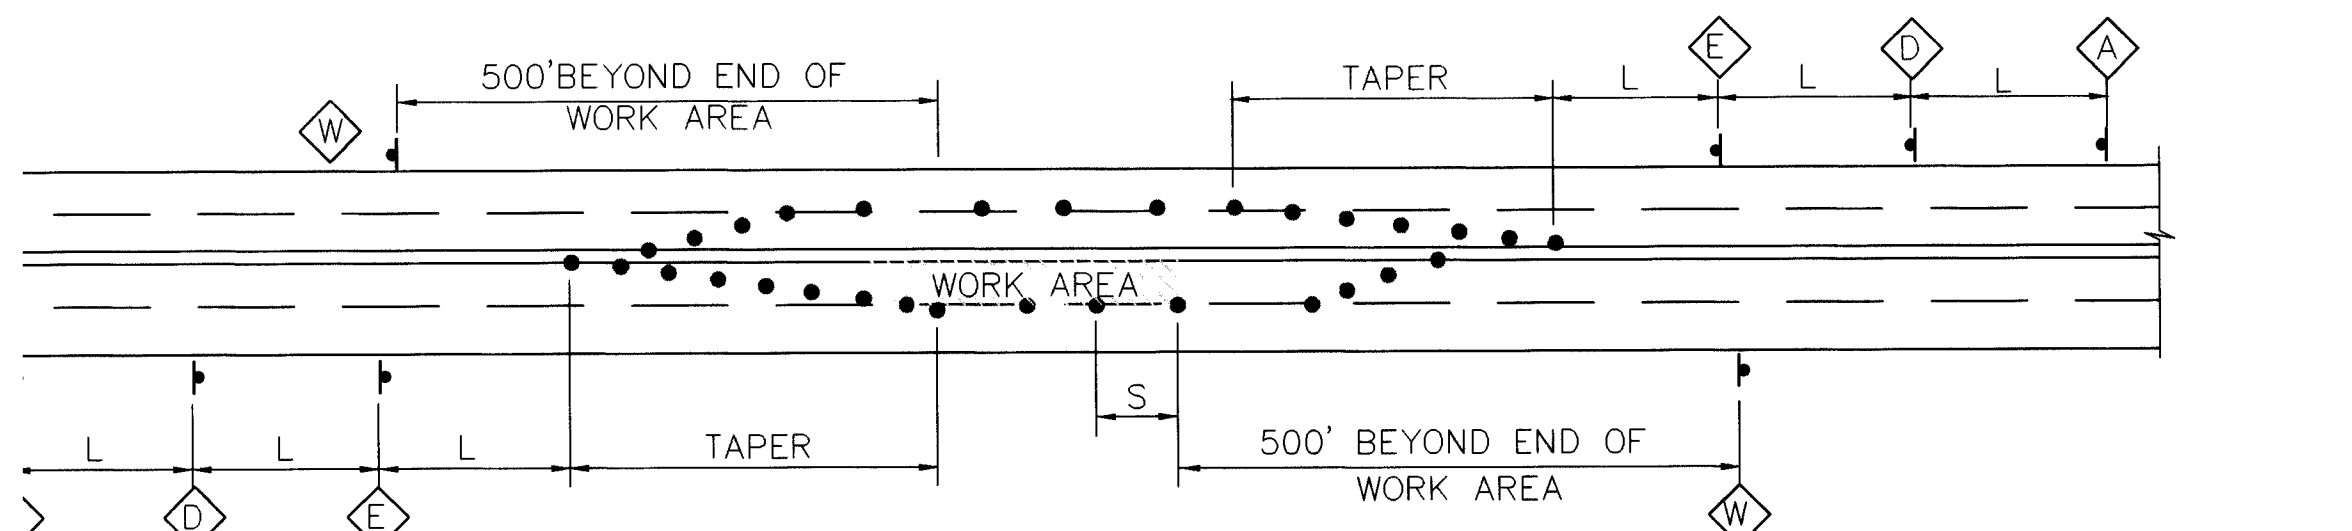 E D A
500'BEYOND END OF
WORK AREA
TAPER L L L
W
WORK AREA
S
L L L TAPER
500' BEYOND END OF
WORK AREA
D E W